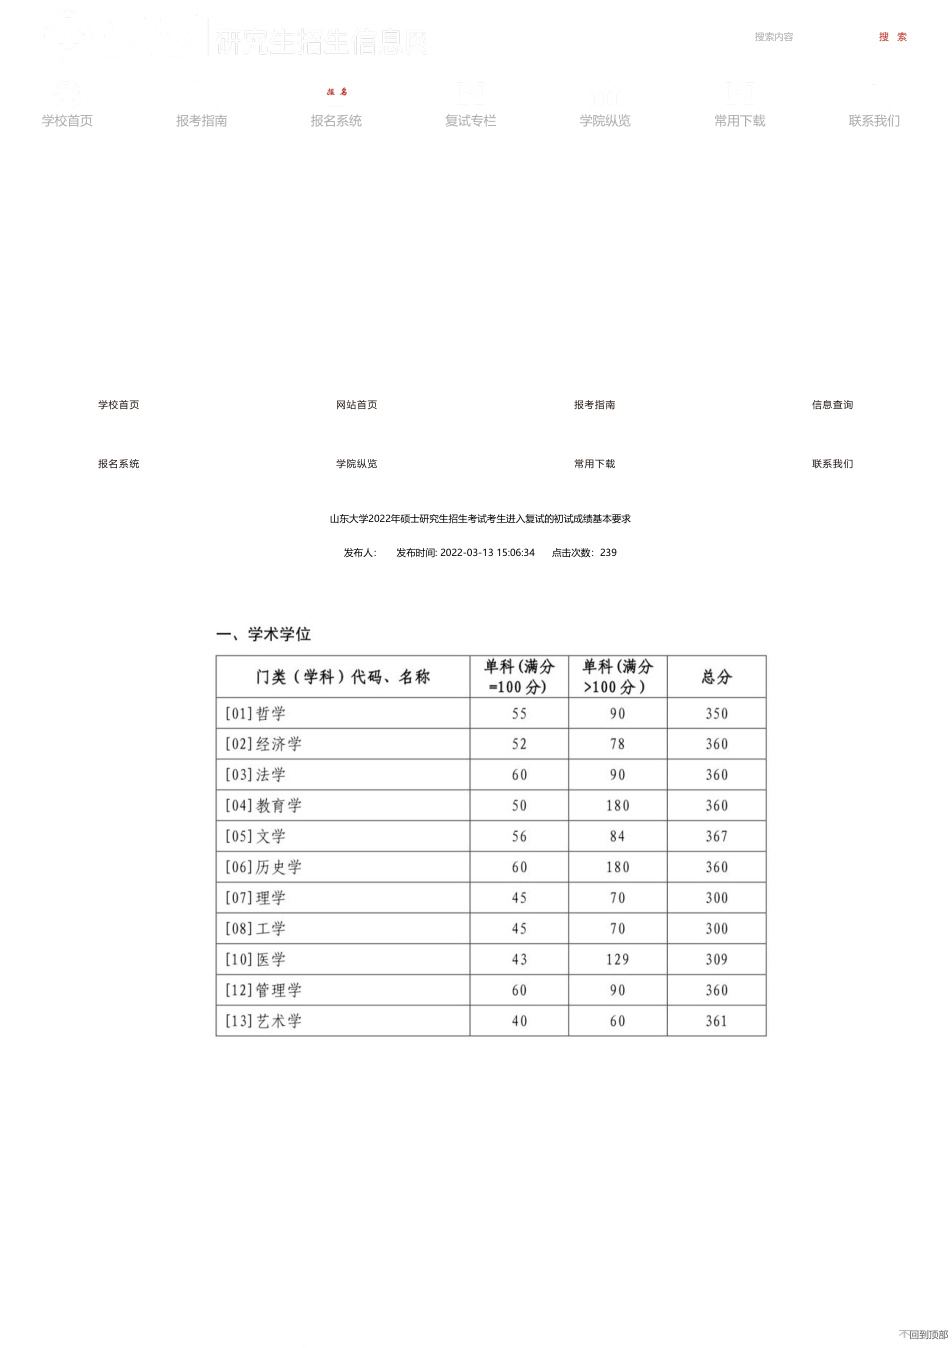 研究生招生信息网
搜索内容 搜 索
报 名
学校首页 报考指南 报名系统 复试专栏 学院纵览 常用下载 联系我们
学校首页 网站首页 报考指南 信息查询
报名系统 学院纵览 常用下载 联系我们
山东大学2022年硕士研究生招生考试考生进入复试的初试成绩基本要求
发布人： 发布时间: 2022-03-13 15:06:34 点击次数：239
一、学术学位
门类（学科）代码、名称 单科(满分=100 分) 单科(满分>100 分 ) 总分
[01]哲学 55 90 350
[02]经济学 52 78 360
[03]法学 60 90 360
[04]教育学 50 180 360
[05]文学 56 84 367
[06]历史学 60 180 360
[07]理学 45 70 300
[08]工学 45 70 300
[10]医学 43 129 309
[12]管理学 60 90 360
[13]艺术学 40 60 361
回到顶部